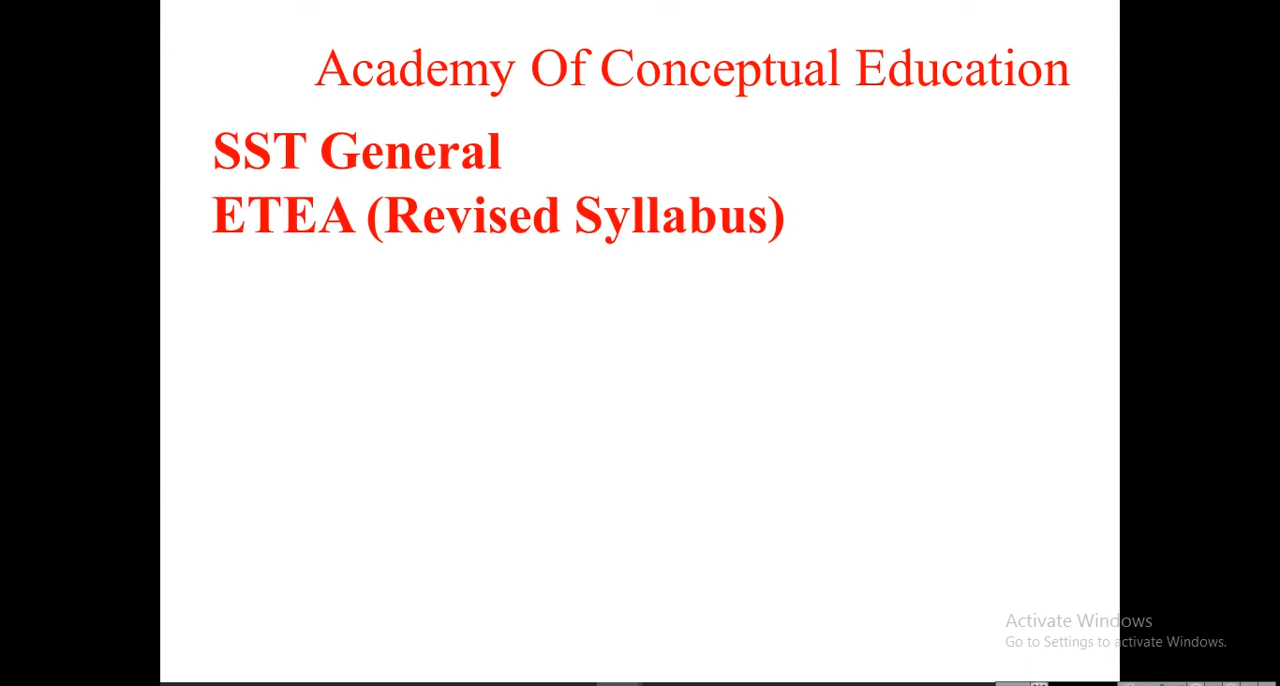 Academy Of Conceptual Education
SST General
ETEA (Revised Syllabus)
Activate Windows
Go to Settings to activate Windows.